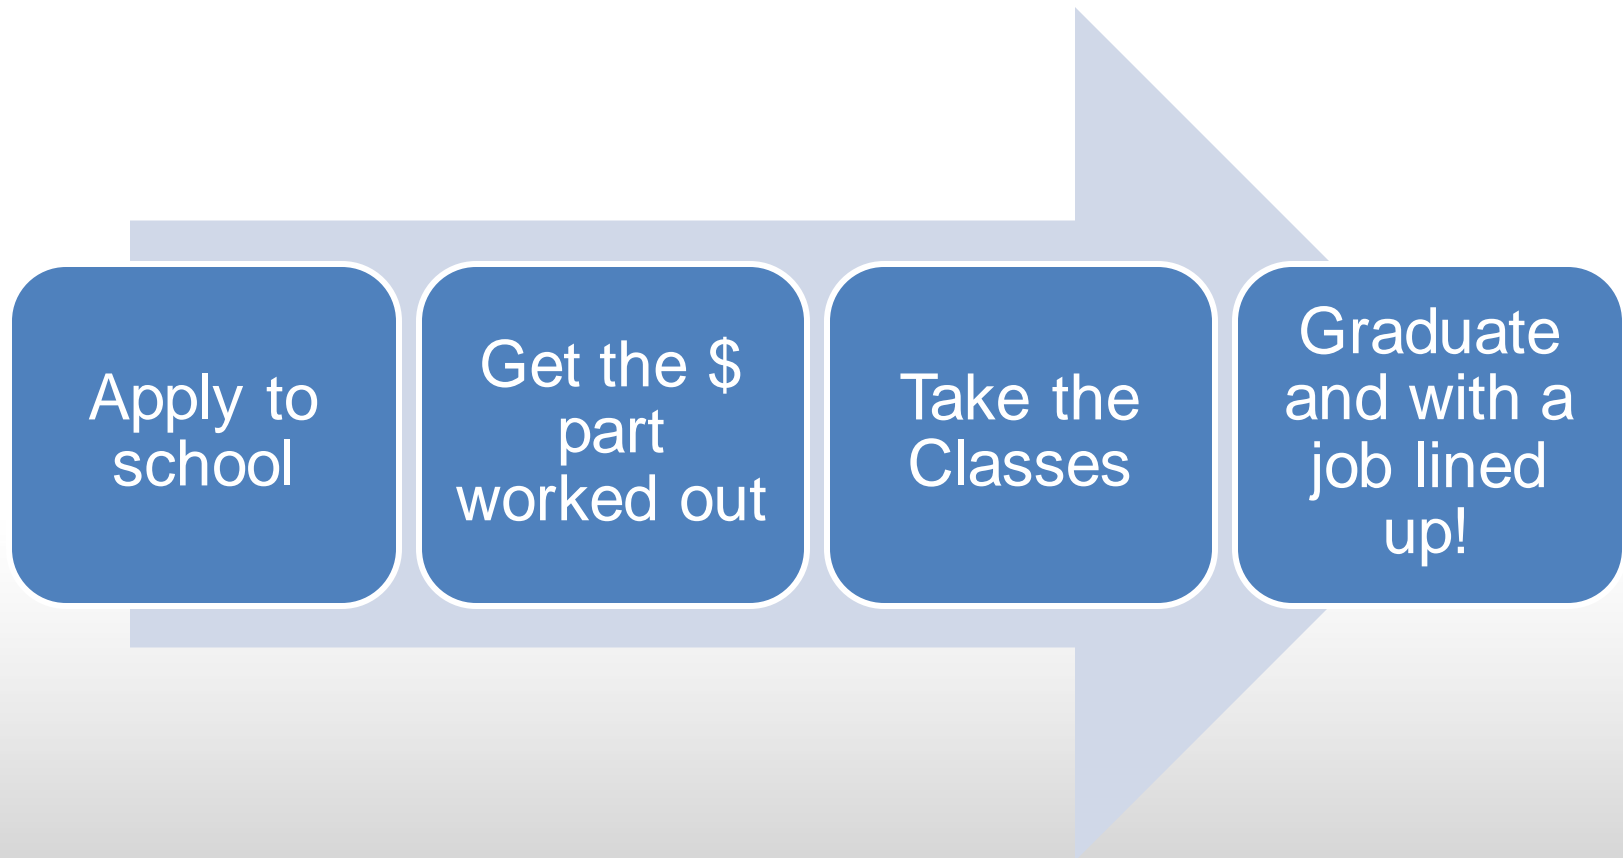 Apply to
school
Get the $
part
worked out
Take the
Classes
Graduate
and with a
job lined
up!